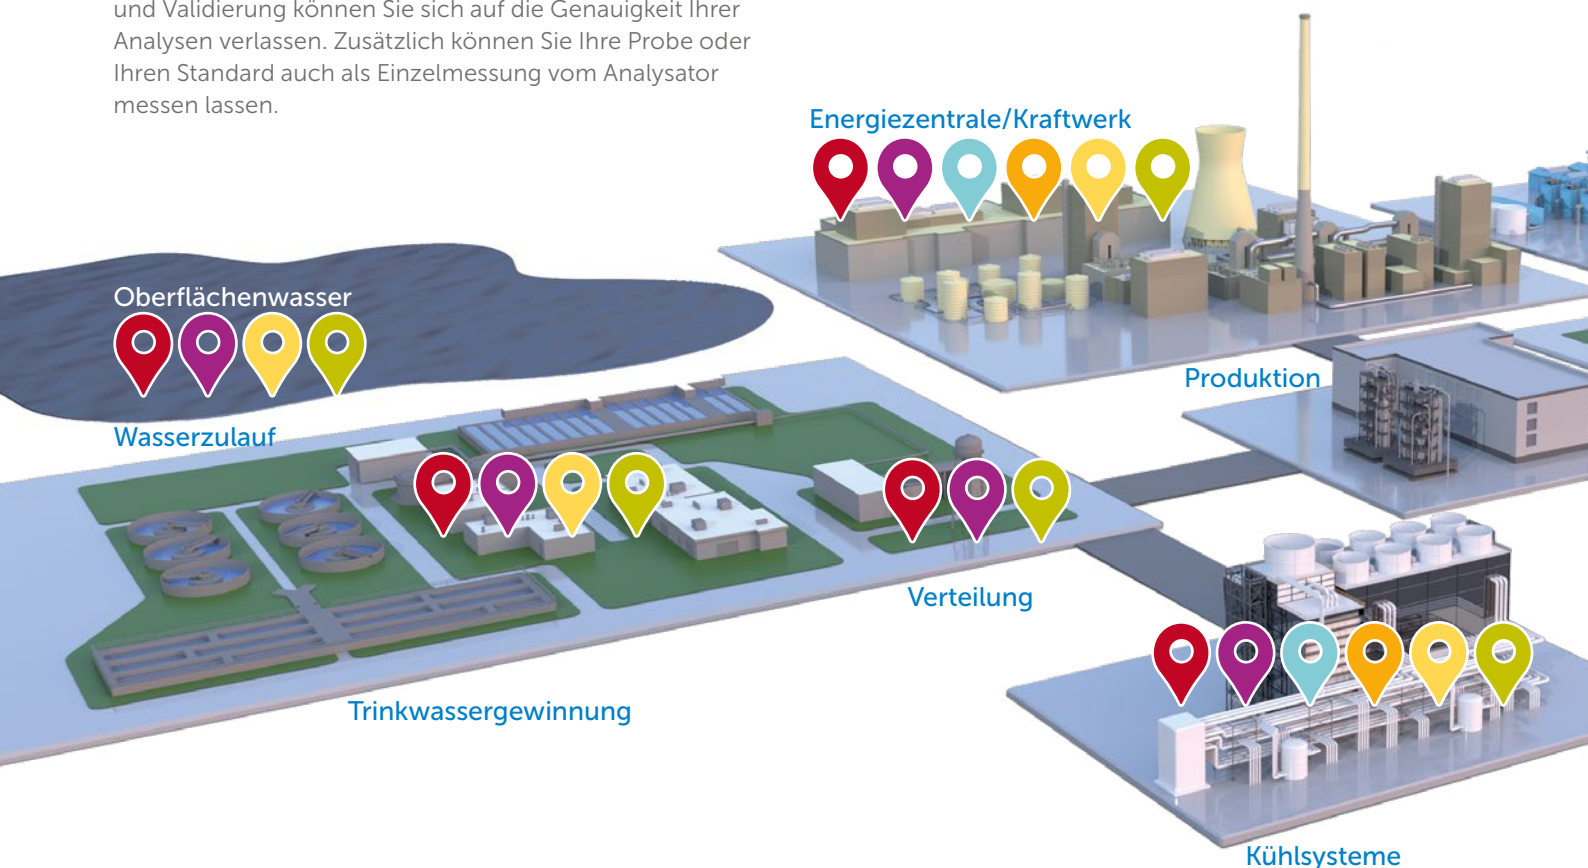 und Validierung können Sie sich auf die Genauigkeit Ihrer
Analysen verlassen. Zusätzlich können Sie Ihre Probe oder
Ihren Standard auch als Einzelmessung vom Analysator
messen lassen.
Energiezentrale/Kraftwerk
Oberflächenwasser
Produktion
Wasserzulauf
Verteilung
Trinkwassergewinnung
Kühlsysteme